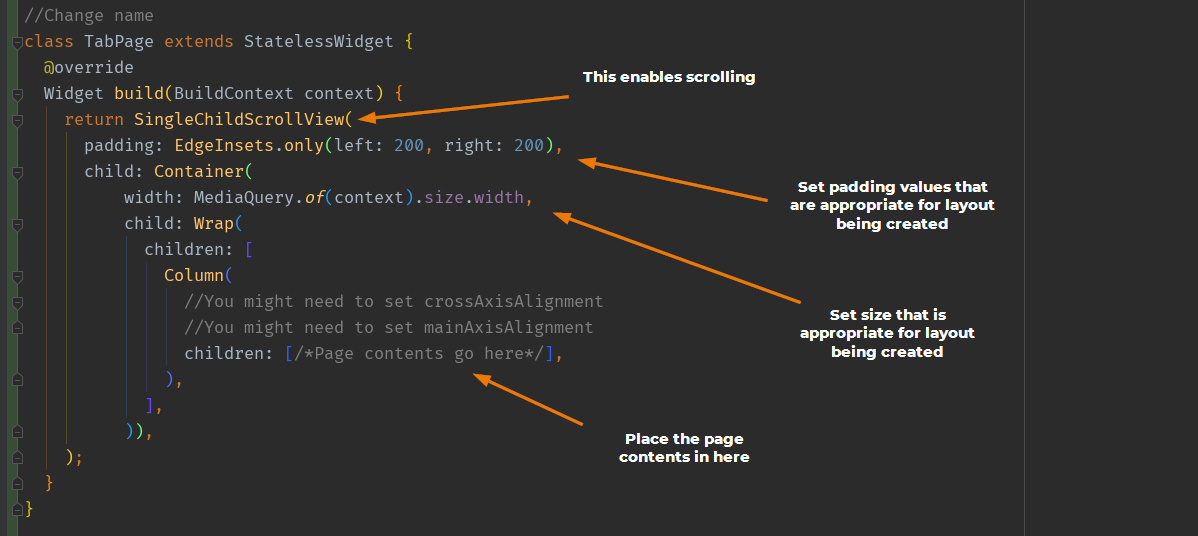 //Change name
class TabPage extends StatelessWidget {
@override
Widget build(BuildContext context) {
This enables scrolling
return SingleChildScrollView(
padding: EdgeInsets.only(left: 200, right: 200),
child: Container(
width: MediaQuery.of(context).size.width,
Set padding values that
are appropriate for layout
being created
child: Wrap(
children: [
Column(
//You might need to set crossAxisAlignment
//You might need to set mainAxisAlignment
Set size that is
appropriate for layout
being created
children: [/*Page contents go here*/],
),
],
)),
Place the page
contents in here
);
}
}